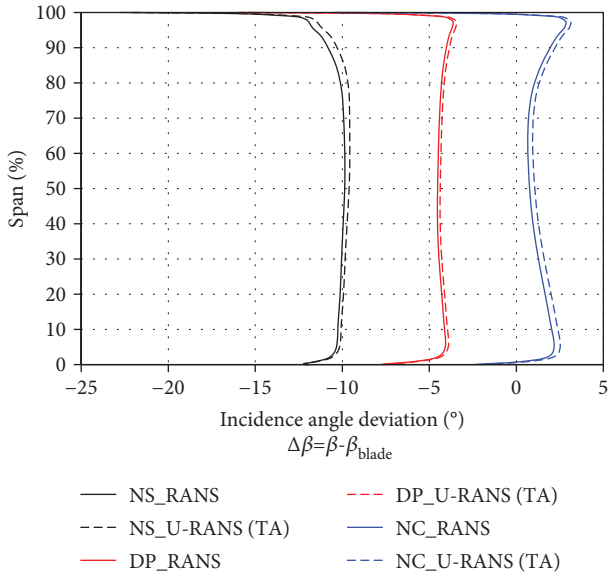 100
90
80
70
60
50
40
30
20
10
0
Span (%)
−25 −20 −15 −10 −5 0 5
Incidence angle deviation (°)
Δβ=β-β_blade
NS_RANS
NS_U-RANS (TA)
DP_RANS
DP_U-RANS (TA)
NC_RANS
NC_U-RANS (TA)